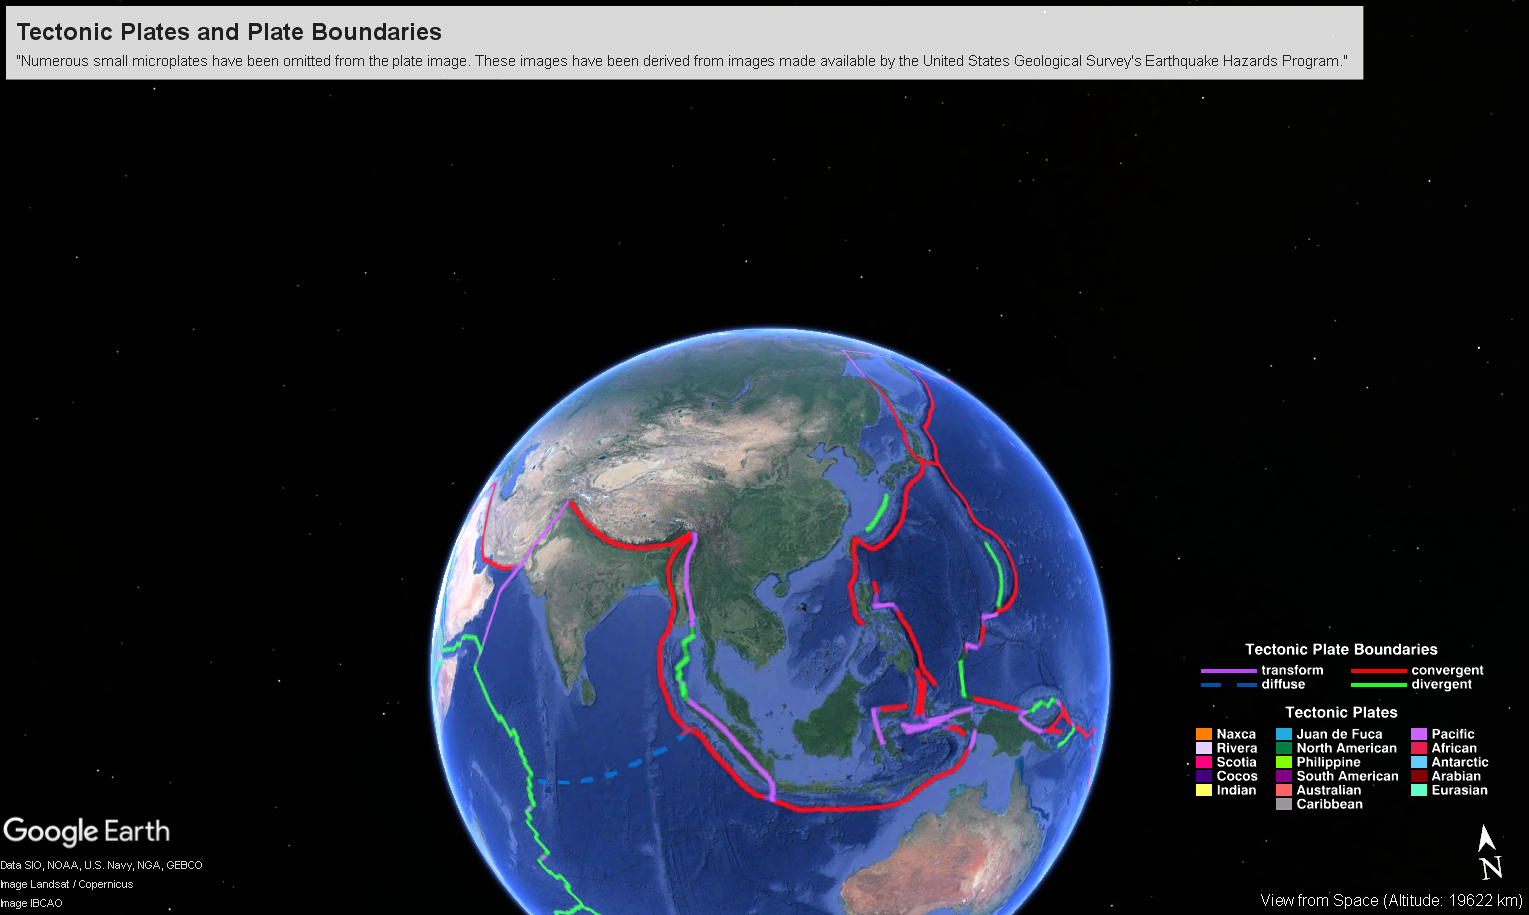 Tectonic Plates and Plate Boundaries
"Numerous small microplates have been omitted from the plate image. These images have been derived from images made available by the United States Geological Survey's Earthquake Hazards Program."
Tectonic Plate Boundaries
transform convergent
diffuse divergent
Tectonic Plates
Naxca Juan de Fuca Pacific
Rivera North American African
Scotia Philippine Antarctic
Cocos South American Arabian
Indian Australian Eurasian
Caribbean
Google Earth
Data SIO, NOAA, U.S. Navy, NGA, GEBCO
Image Landsat / Copernicus
Image IBCAO
N
View from Space (Altitude: 19622 km)